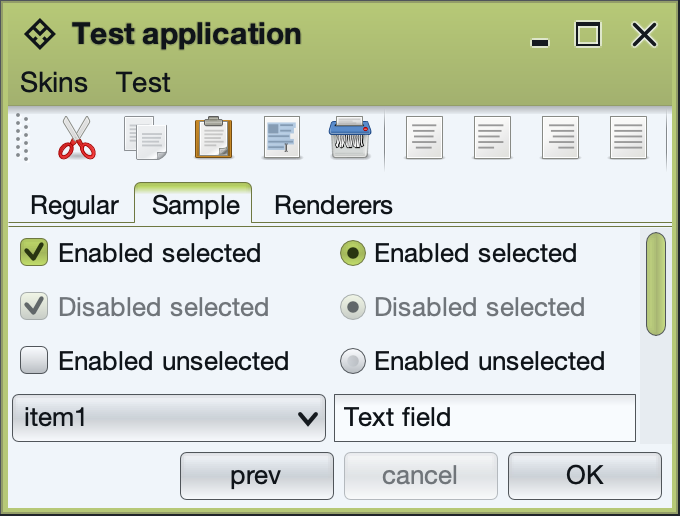 Test application
Skins Test
Regular Sample Renderers
Enabled selected Enabled selected
Disabled selected Disabled selected
Enabled unselected Enabled unselected
item1 Text field
prev cancel OK